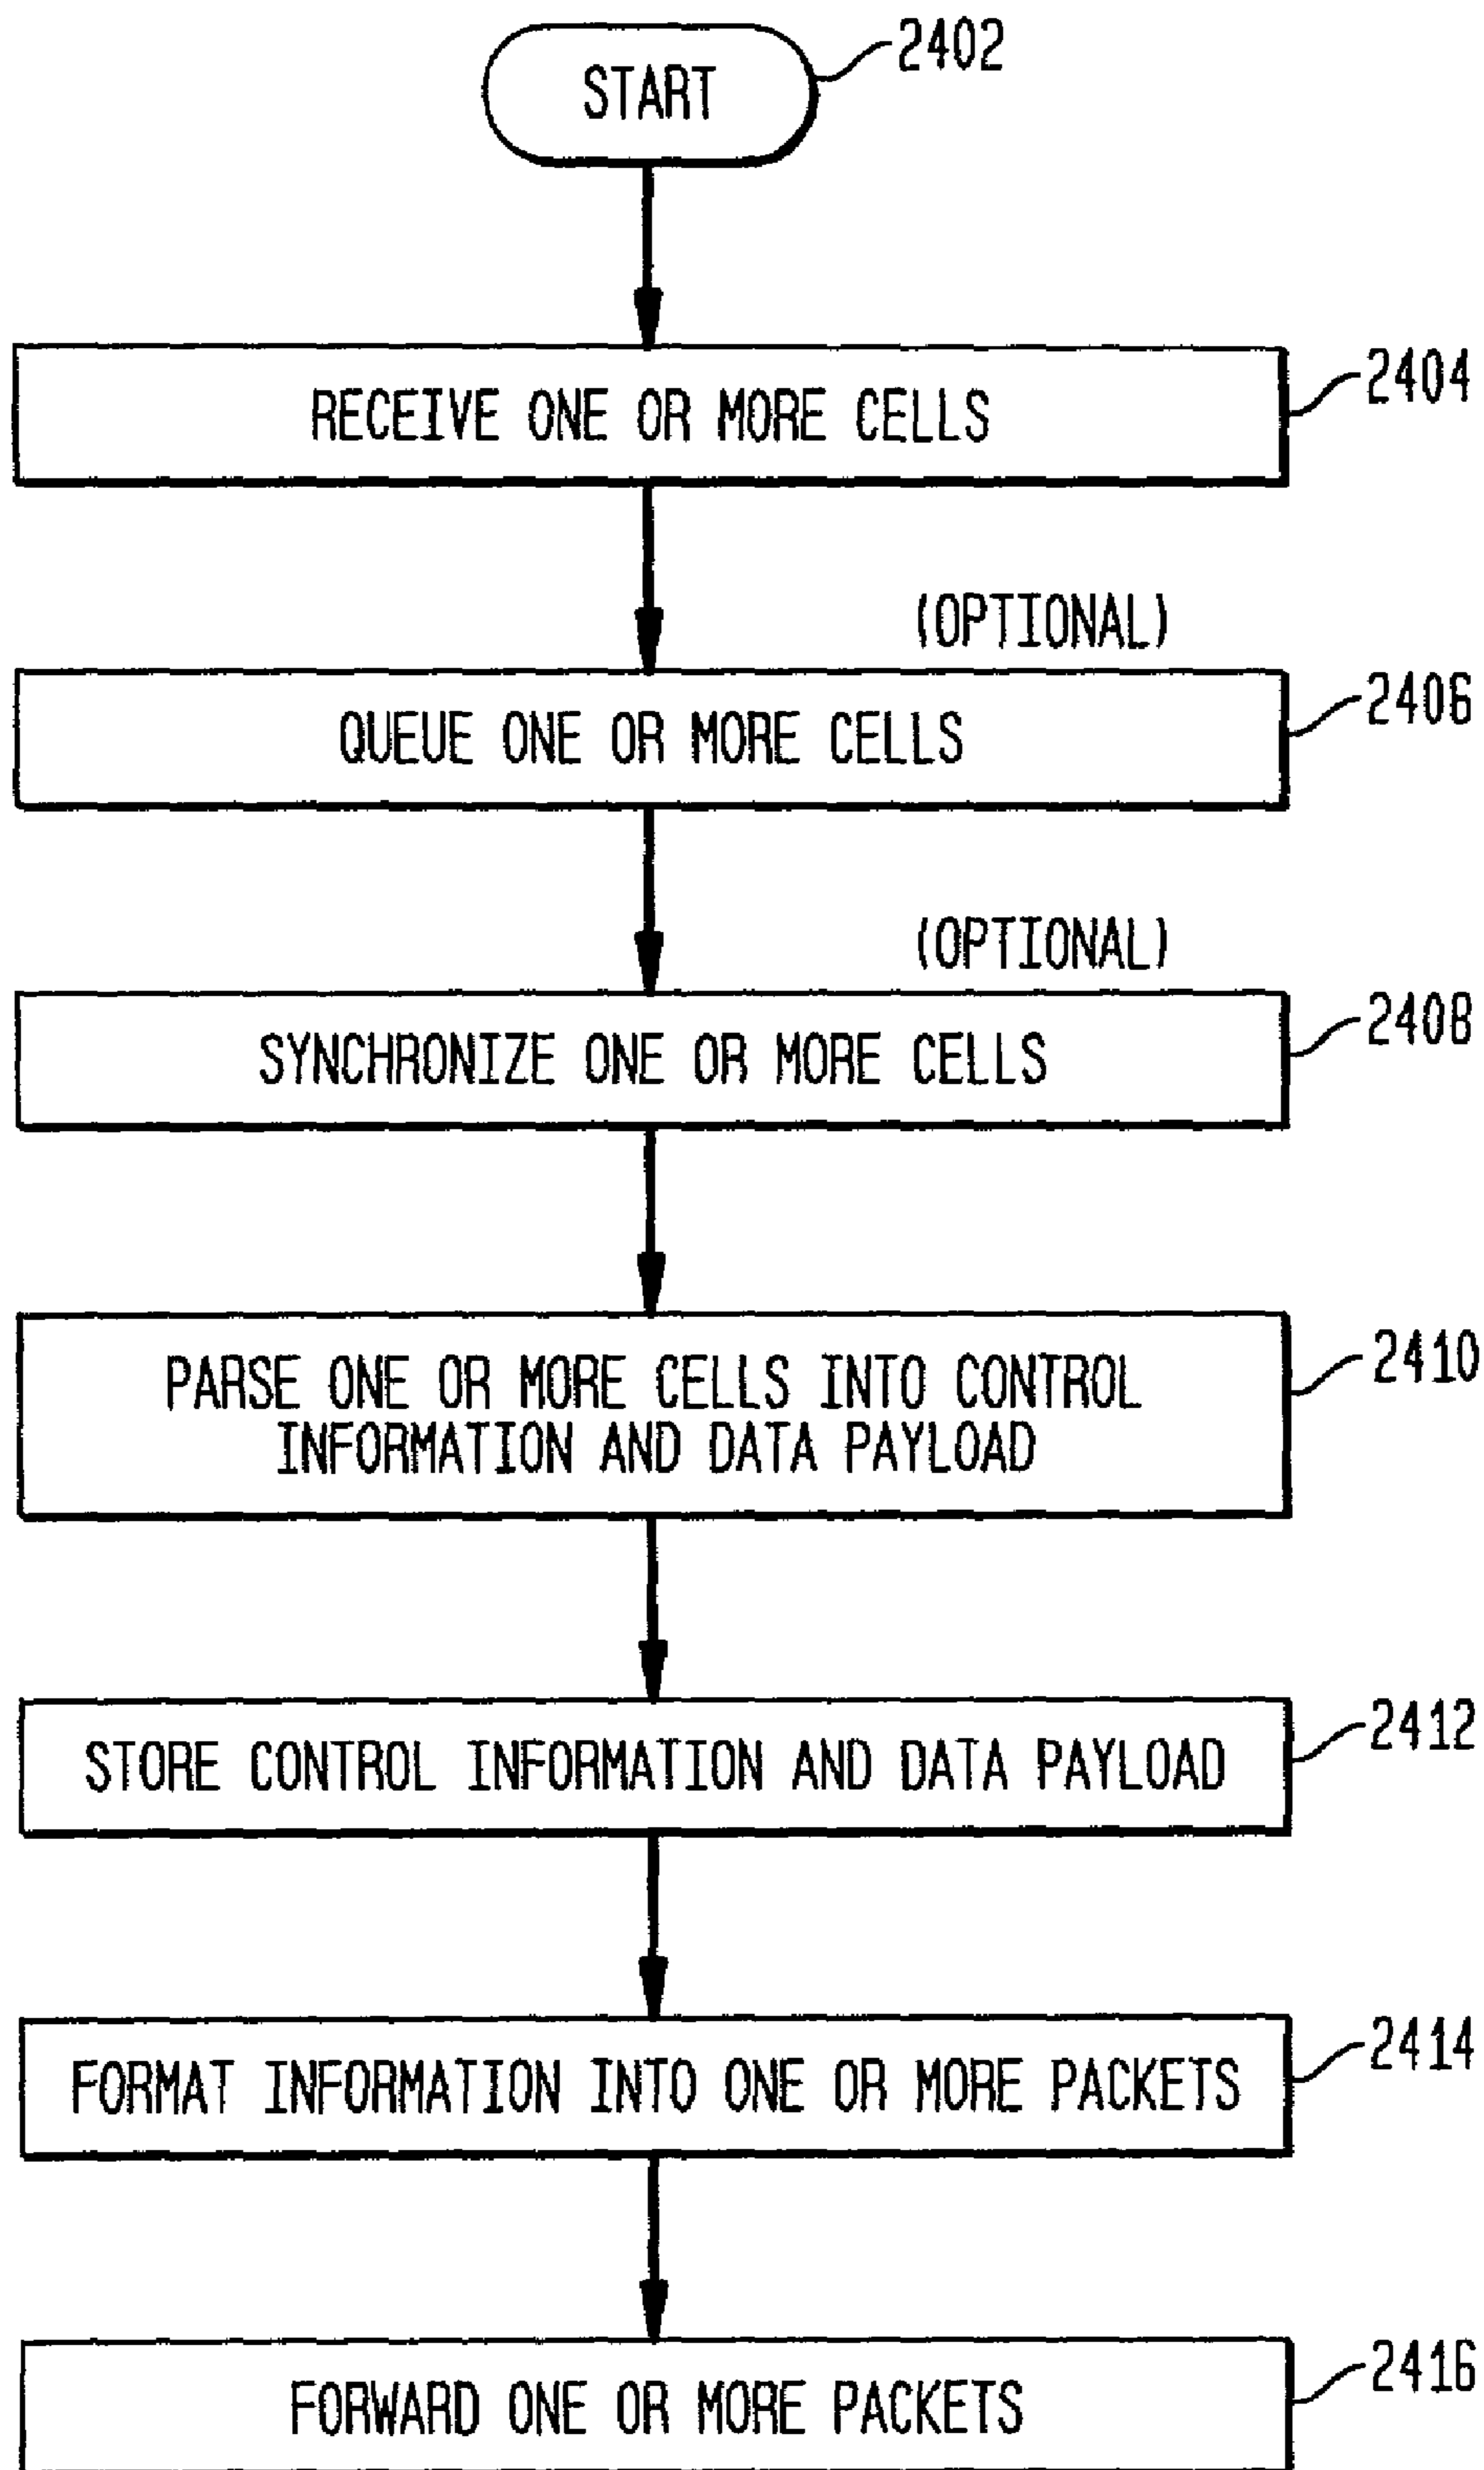 START
2402
RECEIVE ONE OR MORE CELLS
2404
(OPTIONAL)
QUEUE ONE OR MORE CELLS
2406
(OPTIONAL)
SYNCHRONIZE ONE OR MORE CELLS
2408
PARSE ONE OR MORE CELLS INTO CONTROL
INFORMATION AND DATA PAYLOAD
2410
STORE CONTROL INFORMATION AND DATA PAYLOAD
2412
FORMAT INFORMATION INTO ONE OR MORE PACKETS
2414
FORWARD ONE OR MORE PACKETS
2416